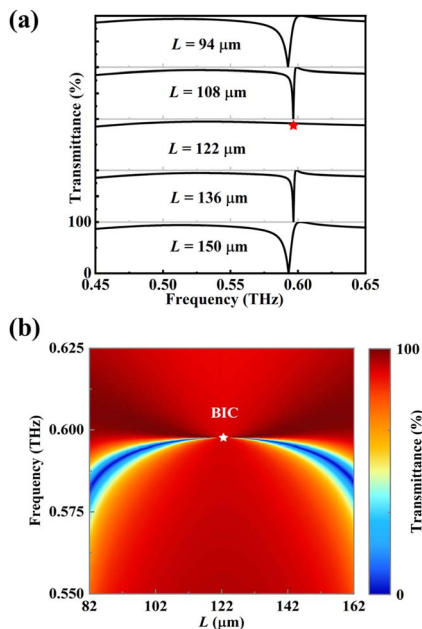 (a)
Transmittance (%)
L = 94 μm
L = 108 μm
L = 122 μm
L = 136 μm
L = 150 μm
100
0
0.45 0.50 0.55 0.60 0.65
Frequency (THz)
(b)
Frequency (THz)
0.625
0.600
0.575
0.550
BIC
82 102 122 142 162
L (μm)
100
0
Transmittance (%)